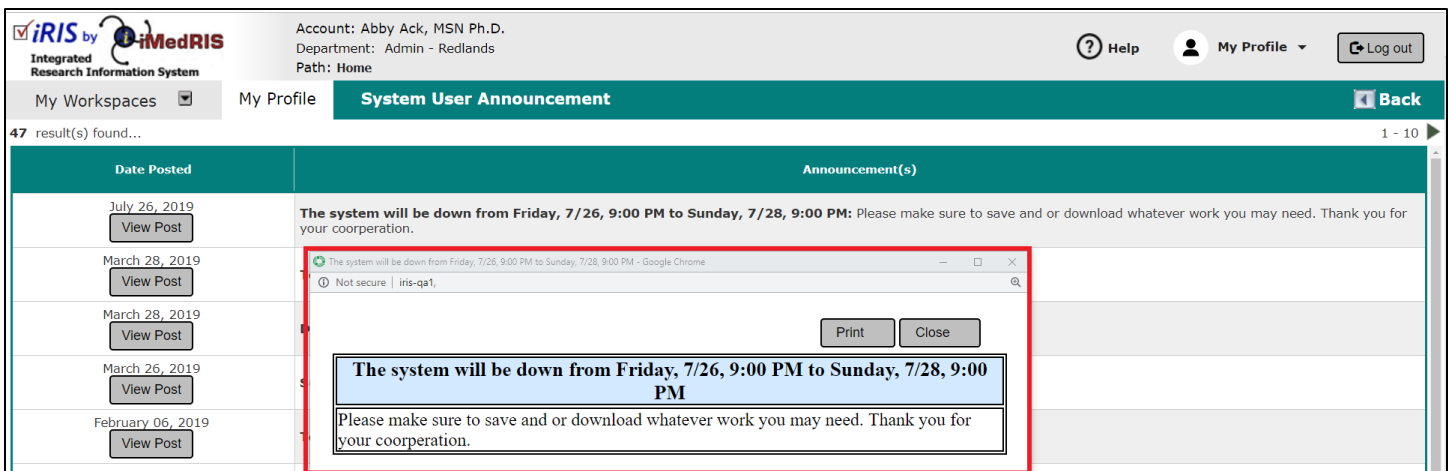 iRIS by iMedRIS
Integrated
Research Information System
Account: Abby Ack, MSN Ph.D.
Department: Admin - Redlands
Path: Home
? Help
My Profile
Log out
My Workspaces
My Profile
System User Announcement
Back
47 result(s) found...
1 - 10
Date Posted
Announcement(s)
July 26, 2019
View Post
The system will be down from Friday, 7/26, 9:00 PM to Sunday, 7/28, 9:00 PM: Please make sure to save and or download whatever work you may need. Thank you for
your coorperation.
March 28, 2019
View Post
March 28, 2019
View Post
March 26, 2019
View Post
February 06, 2019
View Post
The system will be down from Friday, 7/26, 9:00 PM to Sunday, 7/28, 9:00 PM - Google Chrome
Not secure | iris-qa1,
Print
Close
The system will be down from Friday, 7/26, 9:00 PM to Sunday, 7/28, 9:00
PM
Please make sure to save and or download whatever work you may need. Thank you for
your coorperation.